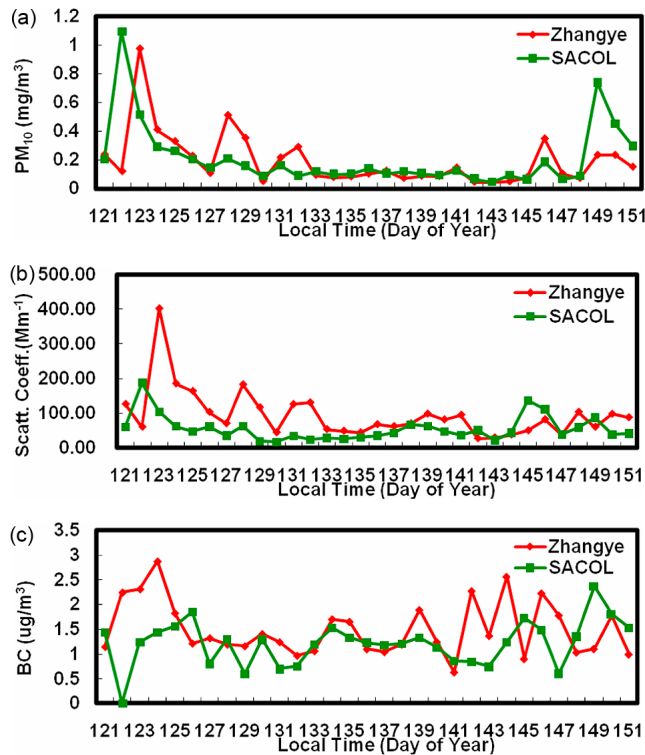 (a)
1.2
1
0.8
0.6
0.4
0.2
0
PM10 (mg/m3)
Zhangye
SACOL
121 123 125 127 129 131 133 135 137 139 141 143 145 147 149 151
Local Time (Day of Year)
(b)
500.00
400.00
300.00
200.00
100.00
0.00
Scatt. Coeff.(Mm-1)
Zhangye
SACOL
121 123 125 127 129 131 133 135 137 139 141 143 145 147 149 151
Local Time (Day of Year)
(c)
3.5
3
2.5
2
1.5
1
0.5
0
BC (ug/m3)
Zhangye
SACOL
121 123 125 127 129 131 133 135 137 139 141 143 145 147 149 151
Local Time (Day of Year)